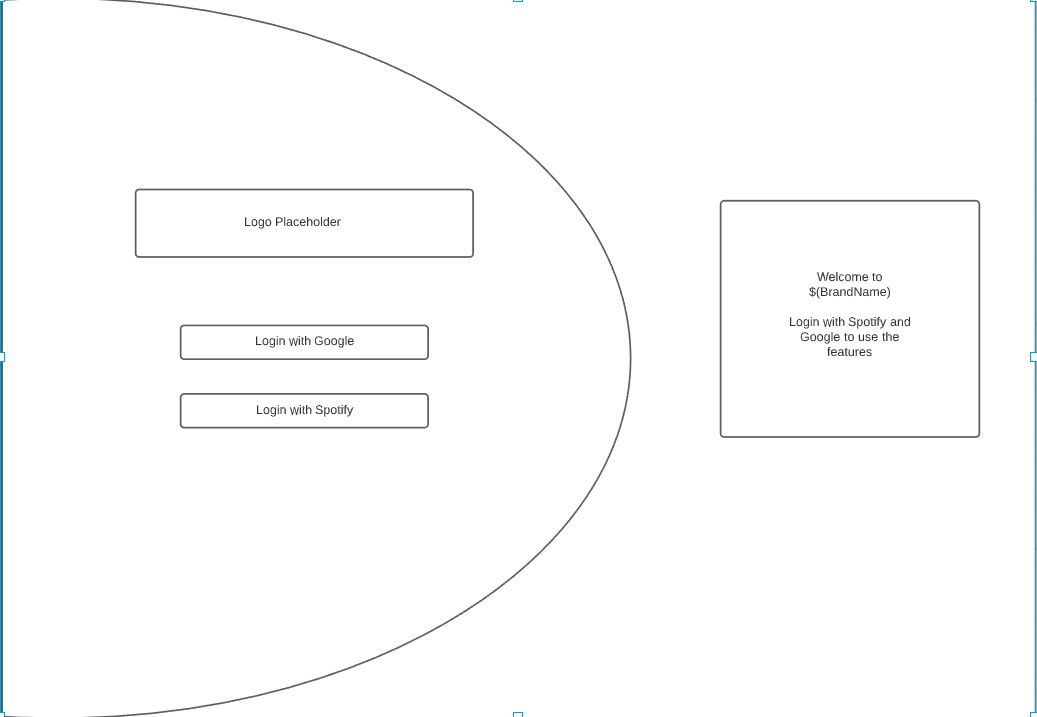 Logo Placeholder
Login with Google
Login with Spotify
Welcome to
$(BrandName)
Login with Spotify and
Google to use the
features